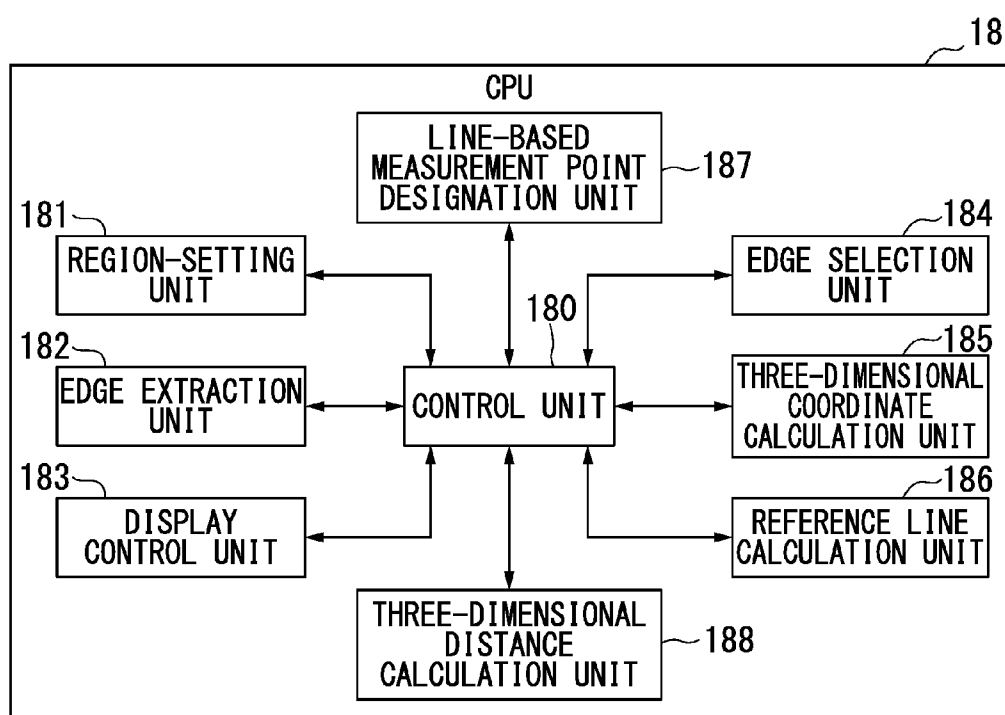 18
CPU
LINE-BASED
MEASUREMENT POINT
DESIGNATION UNIT
187
181
REGION-SETTING
UNIT
184
EDGE SELECTION
UNIT
180
CONTROL UNIT
182
EDGE EXTRACTION
UNIT
185
THREE-DIMENSIONAL
COORDINATE
CALCULATION UNIT
183
DISPLAY
CONTROL UNIT
186
REFERENCE LINE
CALCULATION UNIT
THREE-DIMENSIONAL
DISTANCE
CALCULATION UNIT
188